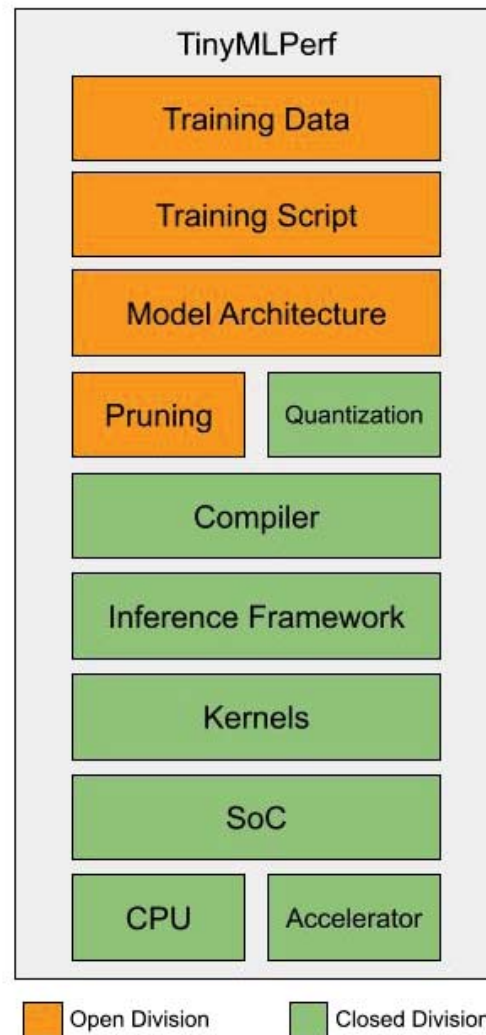 TinyMLPerf
Training Data
Training Script
Model Architecture
Pruning Quantization
Compiler
Inference Framework
Kernels
SoC
CPU Accelerator
Open Division Closed Division